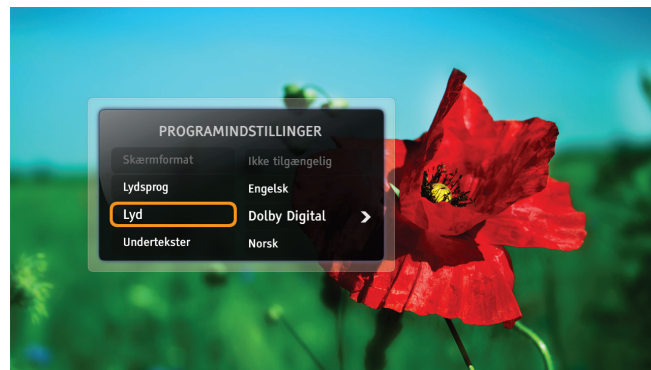 PROGRAMINDSTILLINGER
Skærmformat Ikke tilgængelig
Lydsprog Engelsk
Lyd Dolby Digital
Undertekster Norsk